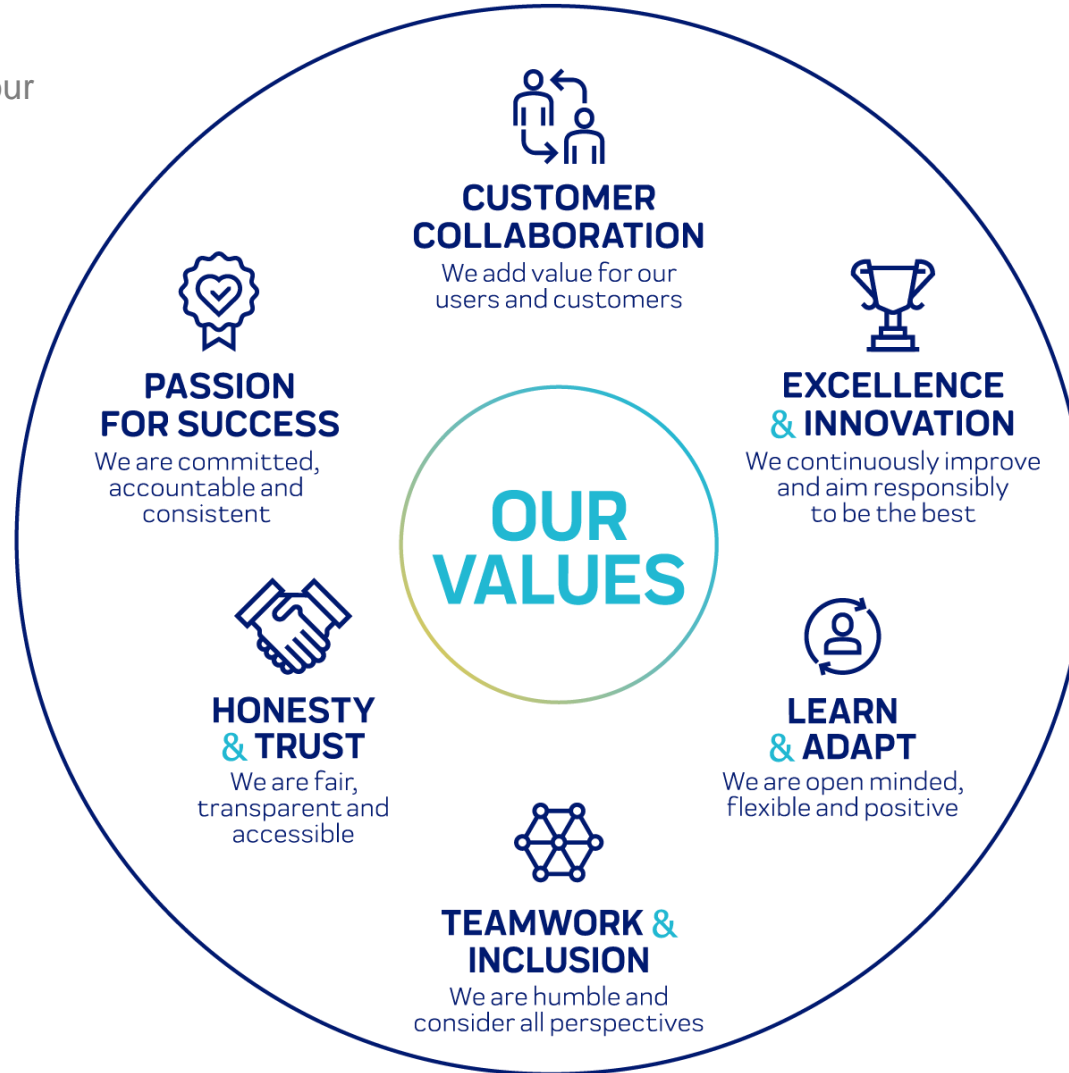 CUSTOMER
COLLABORATION
We add value for our
users and customers
EXCELLENCE
& INNOVATION
We continuously improve
and aim responsibly
to be the best
LEARN
& ADAPT
We are open minded,
flexible and positive
TEAMWORK &
INCLUSION
We are humble and
consider all perspectives
HONESTY
& TRUST
We are fair,
transparent and
accessible
PASSION
FOR SUCCESS
We are committed,
accountable and
consistent
OUR
VALUES